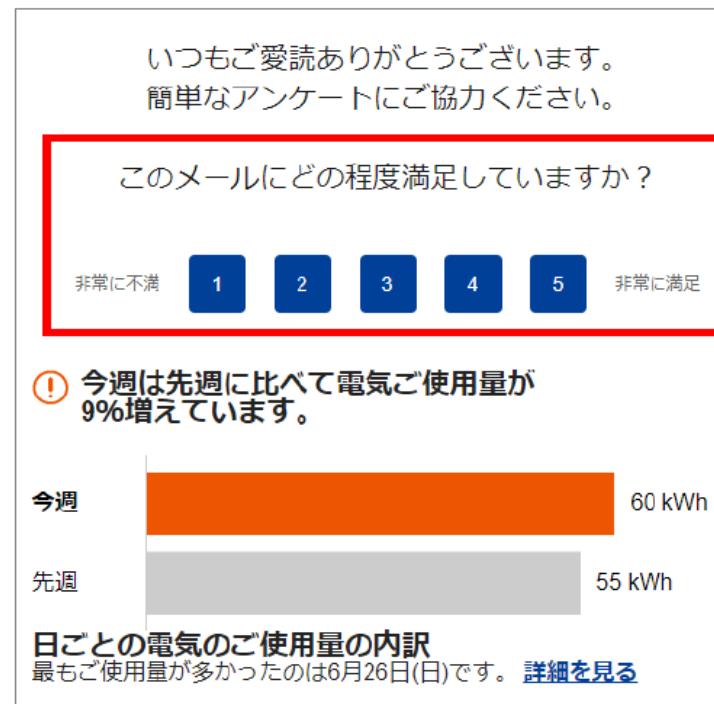 いつもご愛読ありがとうございます。
簡単なアンケートにご協力ください。
このメールにどの程度満足していますか？
非常に不満 1 2 3 4 5 非常に満足
今週は先週に比べて電気ご使用量が
9%増えています。
今週 60 kWh
先週 55 kWh
日ごとの電気のご使用量の内訳
最もご使用量が多かったのは6月26日(日)です。 詳細を見る